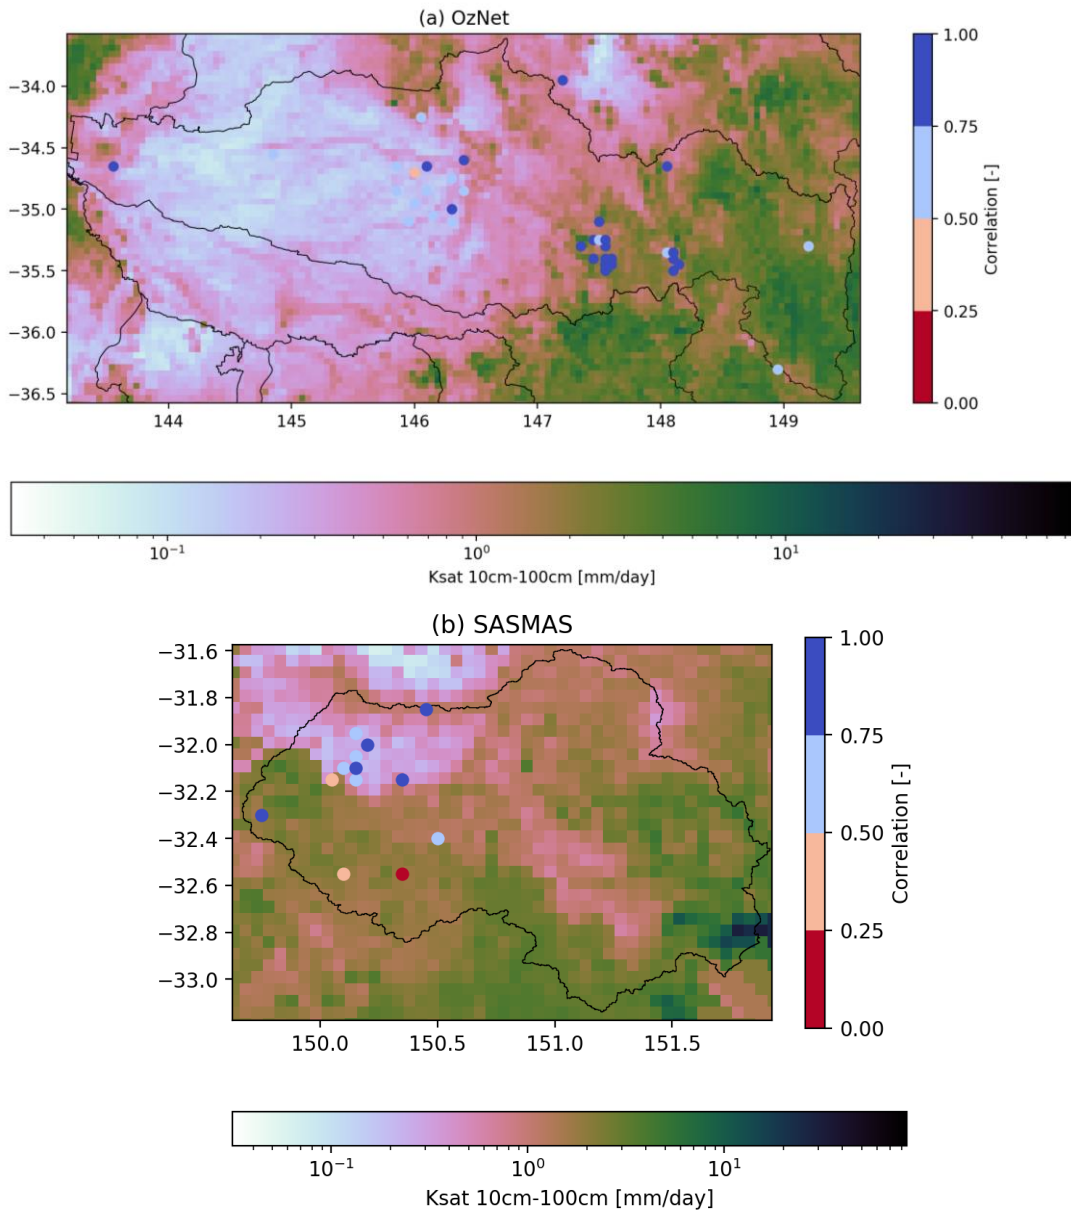 (a) OzNet
−34.0
−34.5
−35.0
−35.5
−36.0
−36.5
144 145 146 147 148 149
1.00
0.75
0.50
0.25
0.00
Correlation [-]
10⁻¹ 10⁰ 10¹
Ksat 10cm-100cm [mm/day]
(b) SASMAS
−31.6
−31.8
−32.0
−32.2
−32.4
−32.6
−32.8
−33.0
150.0 150.5 151.0 151.5
1.00
0.75
0.50
0.25
0.00
Correlation [-]
10⁻¹ 10⁰ 10¹
Ksat 10cm-100cm [mm/day]